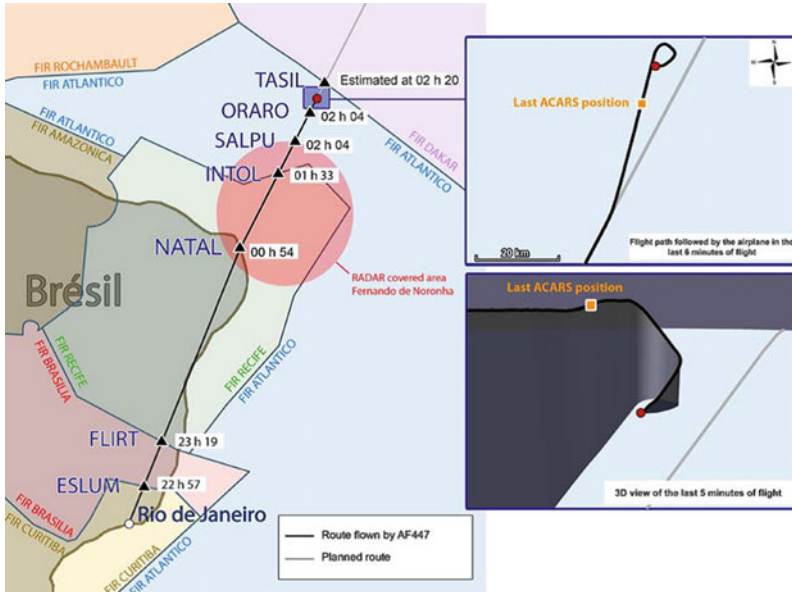 FIR ROCHAMBAULT
FIR ATLANTICO
TASIL
Estimated at 02 h 20
ORARO
02 h 04
SALPU
02 h 04
INTOL
01 h 33
FIR ATLANTICO
FIR AMAZONICA
FIR DAKAR
FIR ATLANTICO
NATAL
00 h 54
RADAR covered area
Fernando de Noronha
Brésil
FIR RECIFE
FIR BRASILIA
FIR RECIFE
FIR ATLANTICO
FLIRT
23 h 19
ESLUM
22 h 57
FIR BRASILIA
FIR CURITIBA
Rio de Janeiro
FIR CURITIBA
FIR ATLANTICO
Route flown by AF447
Planned route
N
Last ACARS position
20 km
Flight path followed by the airplane in the
last 6 minutes of flight
Last ACARS position
3D view of the last 5 minutes of flight